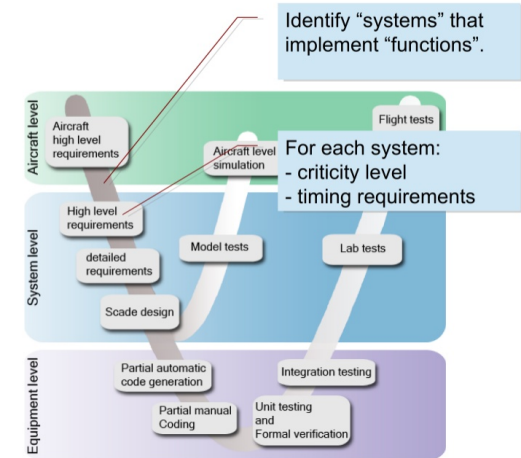 Identify “systems” that
implement “functions”.
Aircraft level
Aircraft
high level
requirements
Aircraft level
simulation
Flight tests
For each system:
- criticity level
- timing requirements
System level
High level
requirements
detailed
requirements
Scade design
Model tests
Lab tests
Equipment level
Partial automatic
code generation
Partial manual
Coding
Integration testing
Unit testing
and
Formal verification